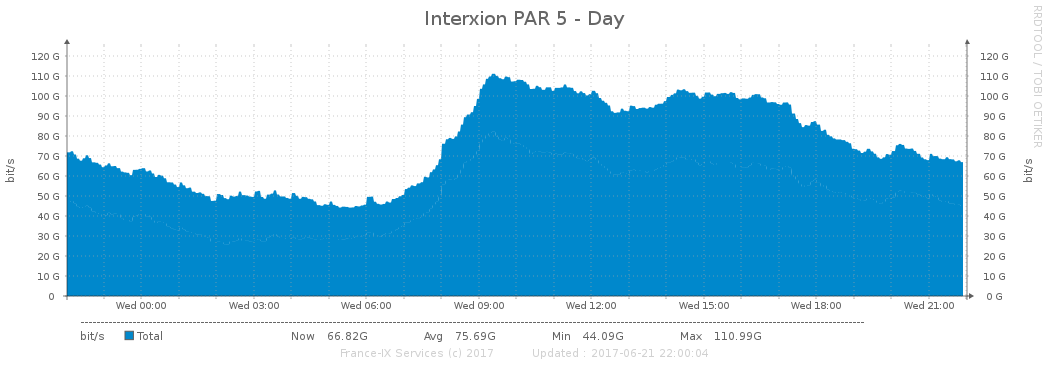 Interxion PAR 5 - Day
RRDTOOL / TOBI OETIKER
bit/s
120 G 120 G
110 G 110 G
100 G 100 G
90 G 90 G
80 G 80 G
70 G 70 G
60 G 60 G
50 G 50 G
40 G 40 G
30 G 30 G
20 G 20 G
10 G 10 G
0 0 G
bit/s
Wed 00:00 Wed 03:00 Wed 06:00 Wed 09:00 Wed 12:00 Wed 15:00 Wed 18:00 Wed 21:00
bit/s Total Now 66.82G Avg 75.69G Min 44.09G Max 110.99G
France-IX Services (c) 2017 Updated : 2017-06-21 22:00:04